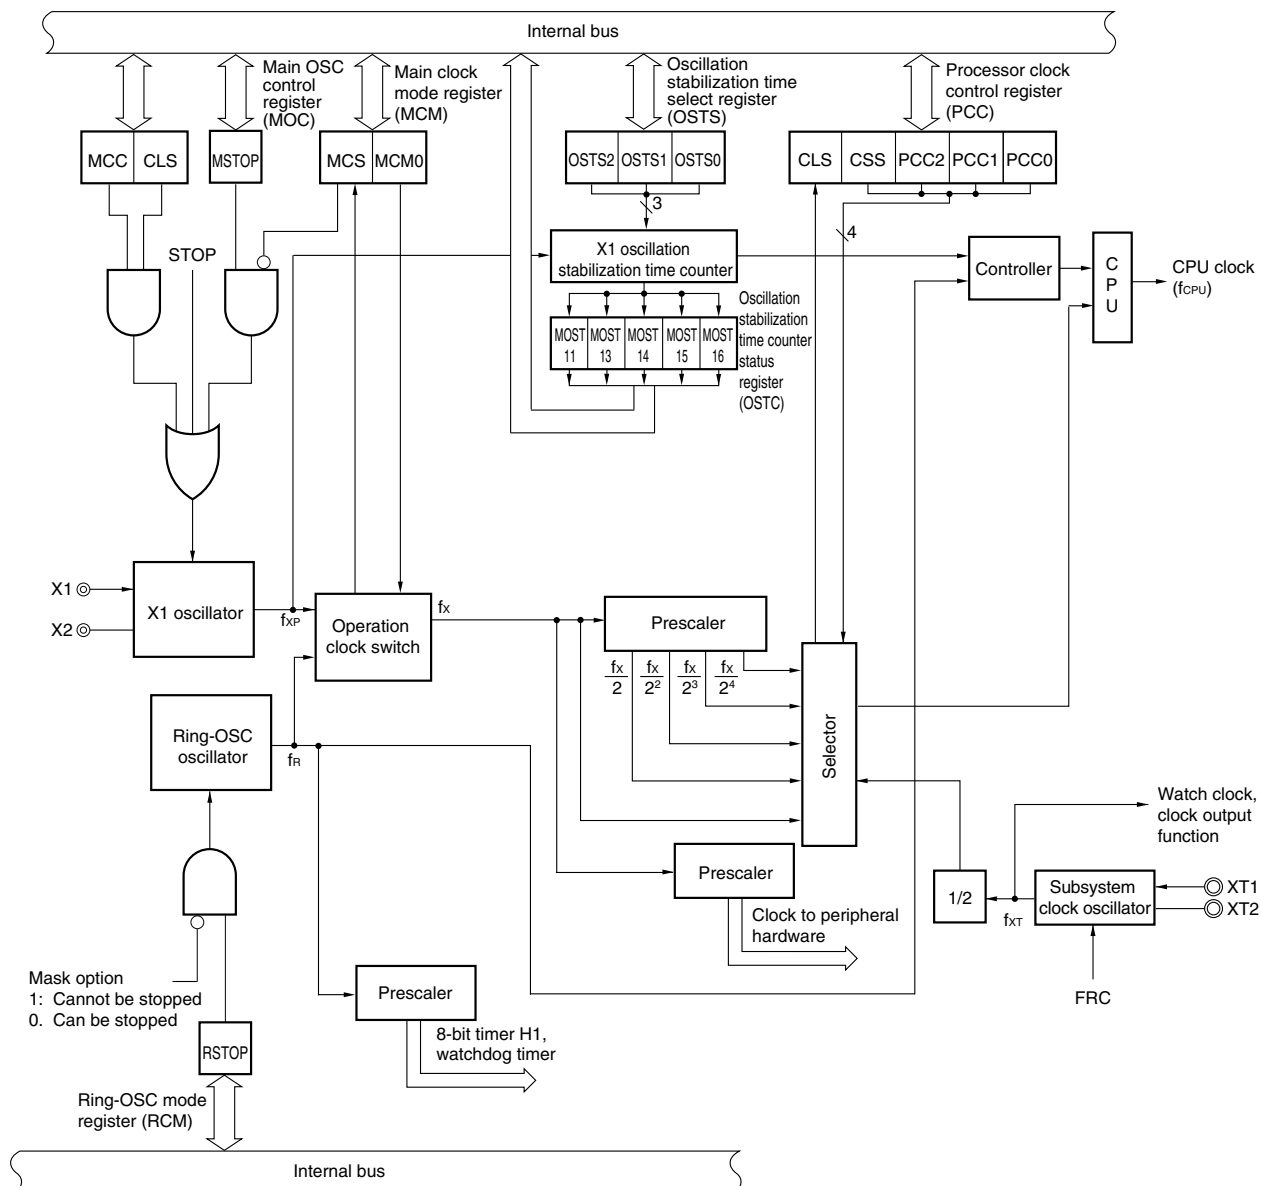 Internal bus
Main OSC
control
register
(MOC)
Main clock
mode register
(MCM)
Oscillation
stabilization time
select register
(OSTS)
Processor clock
control register
(PCC)
MCC CLS
MSTOP
MCS MCM0
OSTS2 OSTS1 OSTS0
CLS CSS PCC2 PCC1 PCC0
3
4
STOP
X1 oscillation
stabilization time counter
Controller
CPU
CPU clock
(fCPU)
MOST 11
MOST 13
MOST 14
MOST 15
MOST 16
Oscillation
stabilization
time counter
status
register
(OSTC)
X1
X2
X1 oscillator
fXP
Operation
clock switch
fX
Prescaler
fX/2
fX/2²
fX/2³
fX/2⁴
Selector
Ring-OSC
oscillator
fR
Watch clock,
clock output
function
Prescaler
Clock to peripheral
hardware
1/2
fXT
Subsystem
clock oscillator
XT1
XT2
FRC
Mask option
1: Cannot be stopped
0. Can be stopped
Prescaler
8-bit timer H1,
watchdog timer
RSTOP
Ring-OSC mode
register (RCM)
Internal bus